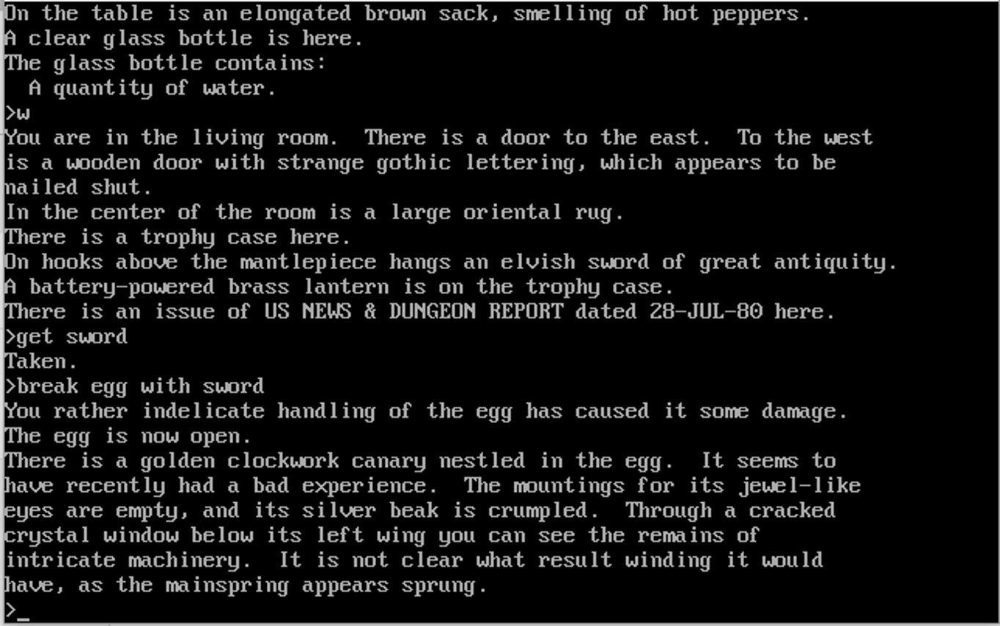 On the table is an elongated brown sack, smelling of hot peppers.
A clear glass bottle is here.
The glass bottle contains:
  A quantity of water.
>w
You are in the living room.  There is a door to the east.  To the west
is a wooden door with strange gothic lettering, which appears to be
nailed shut.
In the center of the room is a large oriental rug.
There is a trophy case here.
On hooks above the mantlepiece hangs an elvish sword of great antiquity.
A battery-powered brass lantern is on the trophy case.
There is an issue of US NEWS & DUNGEON REPORT dated 28-JUL-80 here.
>get sword
Taken.
>break egg with sword
You rather indelicate handling of the egg has caused it some damage.
The egg is now open.
There is a golden clockwork canary nestled in the egg.  It seems to
have recently had a bad experience.  The mountings for its jewel-like
eyes are empty, and its silver beak is crumpled.  Through a cracked
crystal window below its left wing you can see the remains of
intricate machinery.  It is not clear what result winding it would
have, as the mainspring appears sprung.
>_